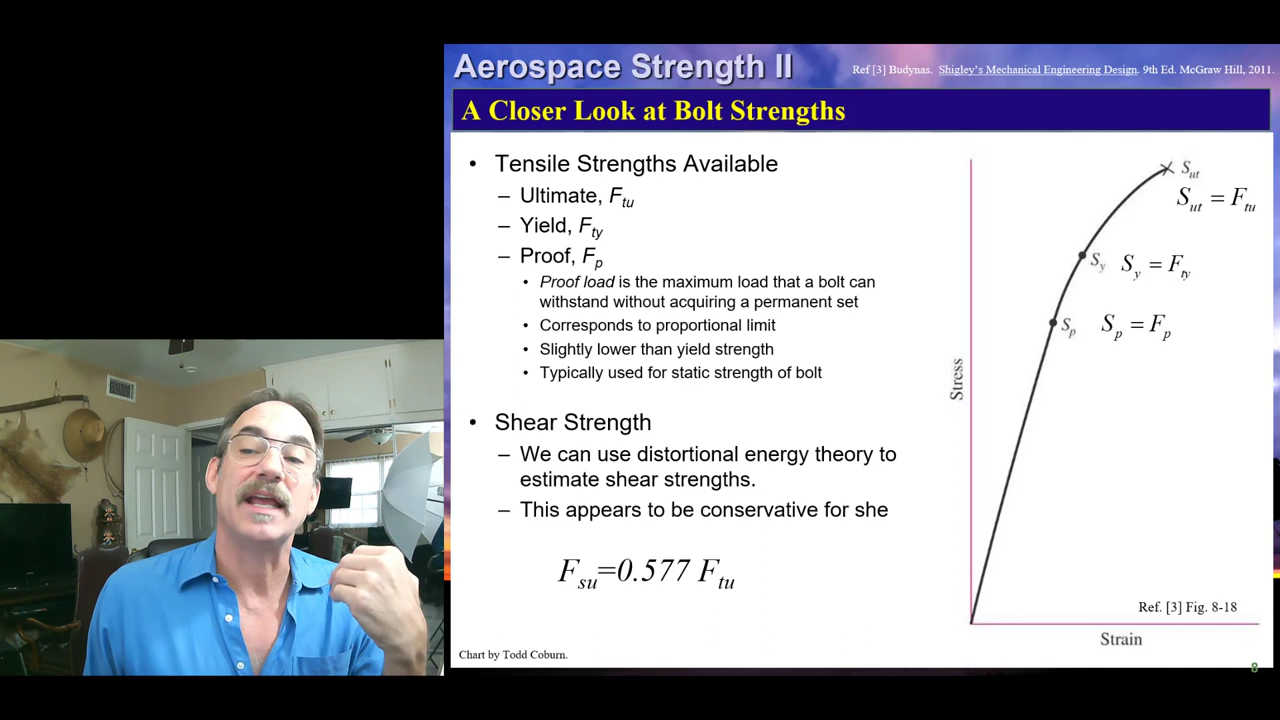 Aerospace Strength II
Ref [3] Budynas. Shigley's Mechanical Engineering Design. 9th Ed. McGraw Hill, 2011.
A Closer Look at Bolt Strengths
• Tensile Strengths Available
– Ultimate, Ftu
– Yield, Fty
– Proof, Fp
• Proof load is the maximum load that a bolt can
withstand without acquiring a permanent set
• Corresponds to proportional limit
• Slightly lower than yield strength
• Typically used for static strength of bolt
• Shear Strength
– We can use distortional energy theory to
estimate shear strengths.
– This appears to be conservative for she
Fsu=0.577 Ftu
Chart by Todd Coburn.
Sut
Sut = Ftu
Sy
Sy = Fty
Sp
Sp = Fp
Stress
Ref. [3] Fig. 8-18
Strain
8